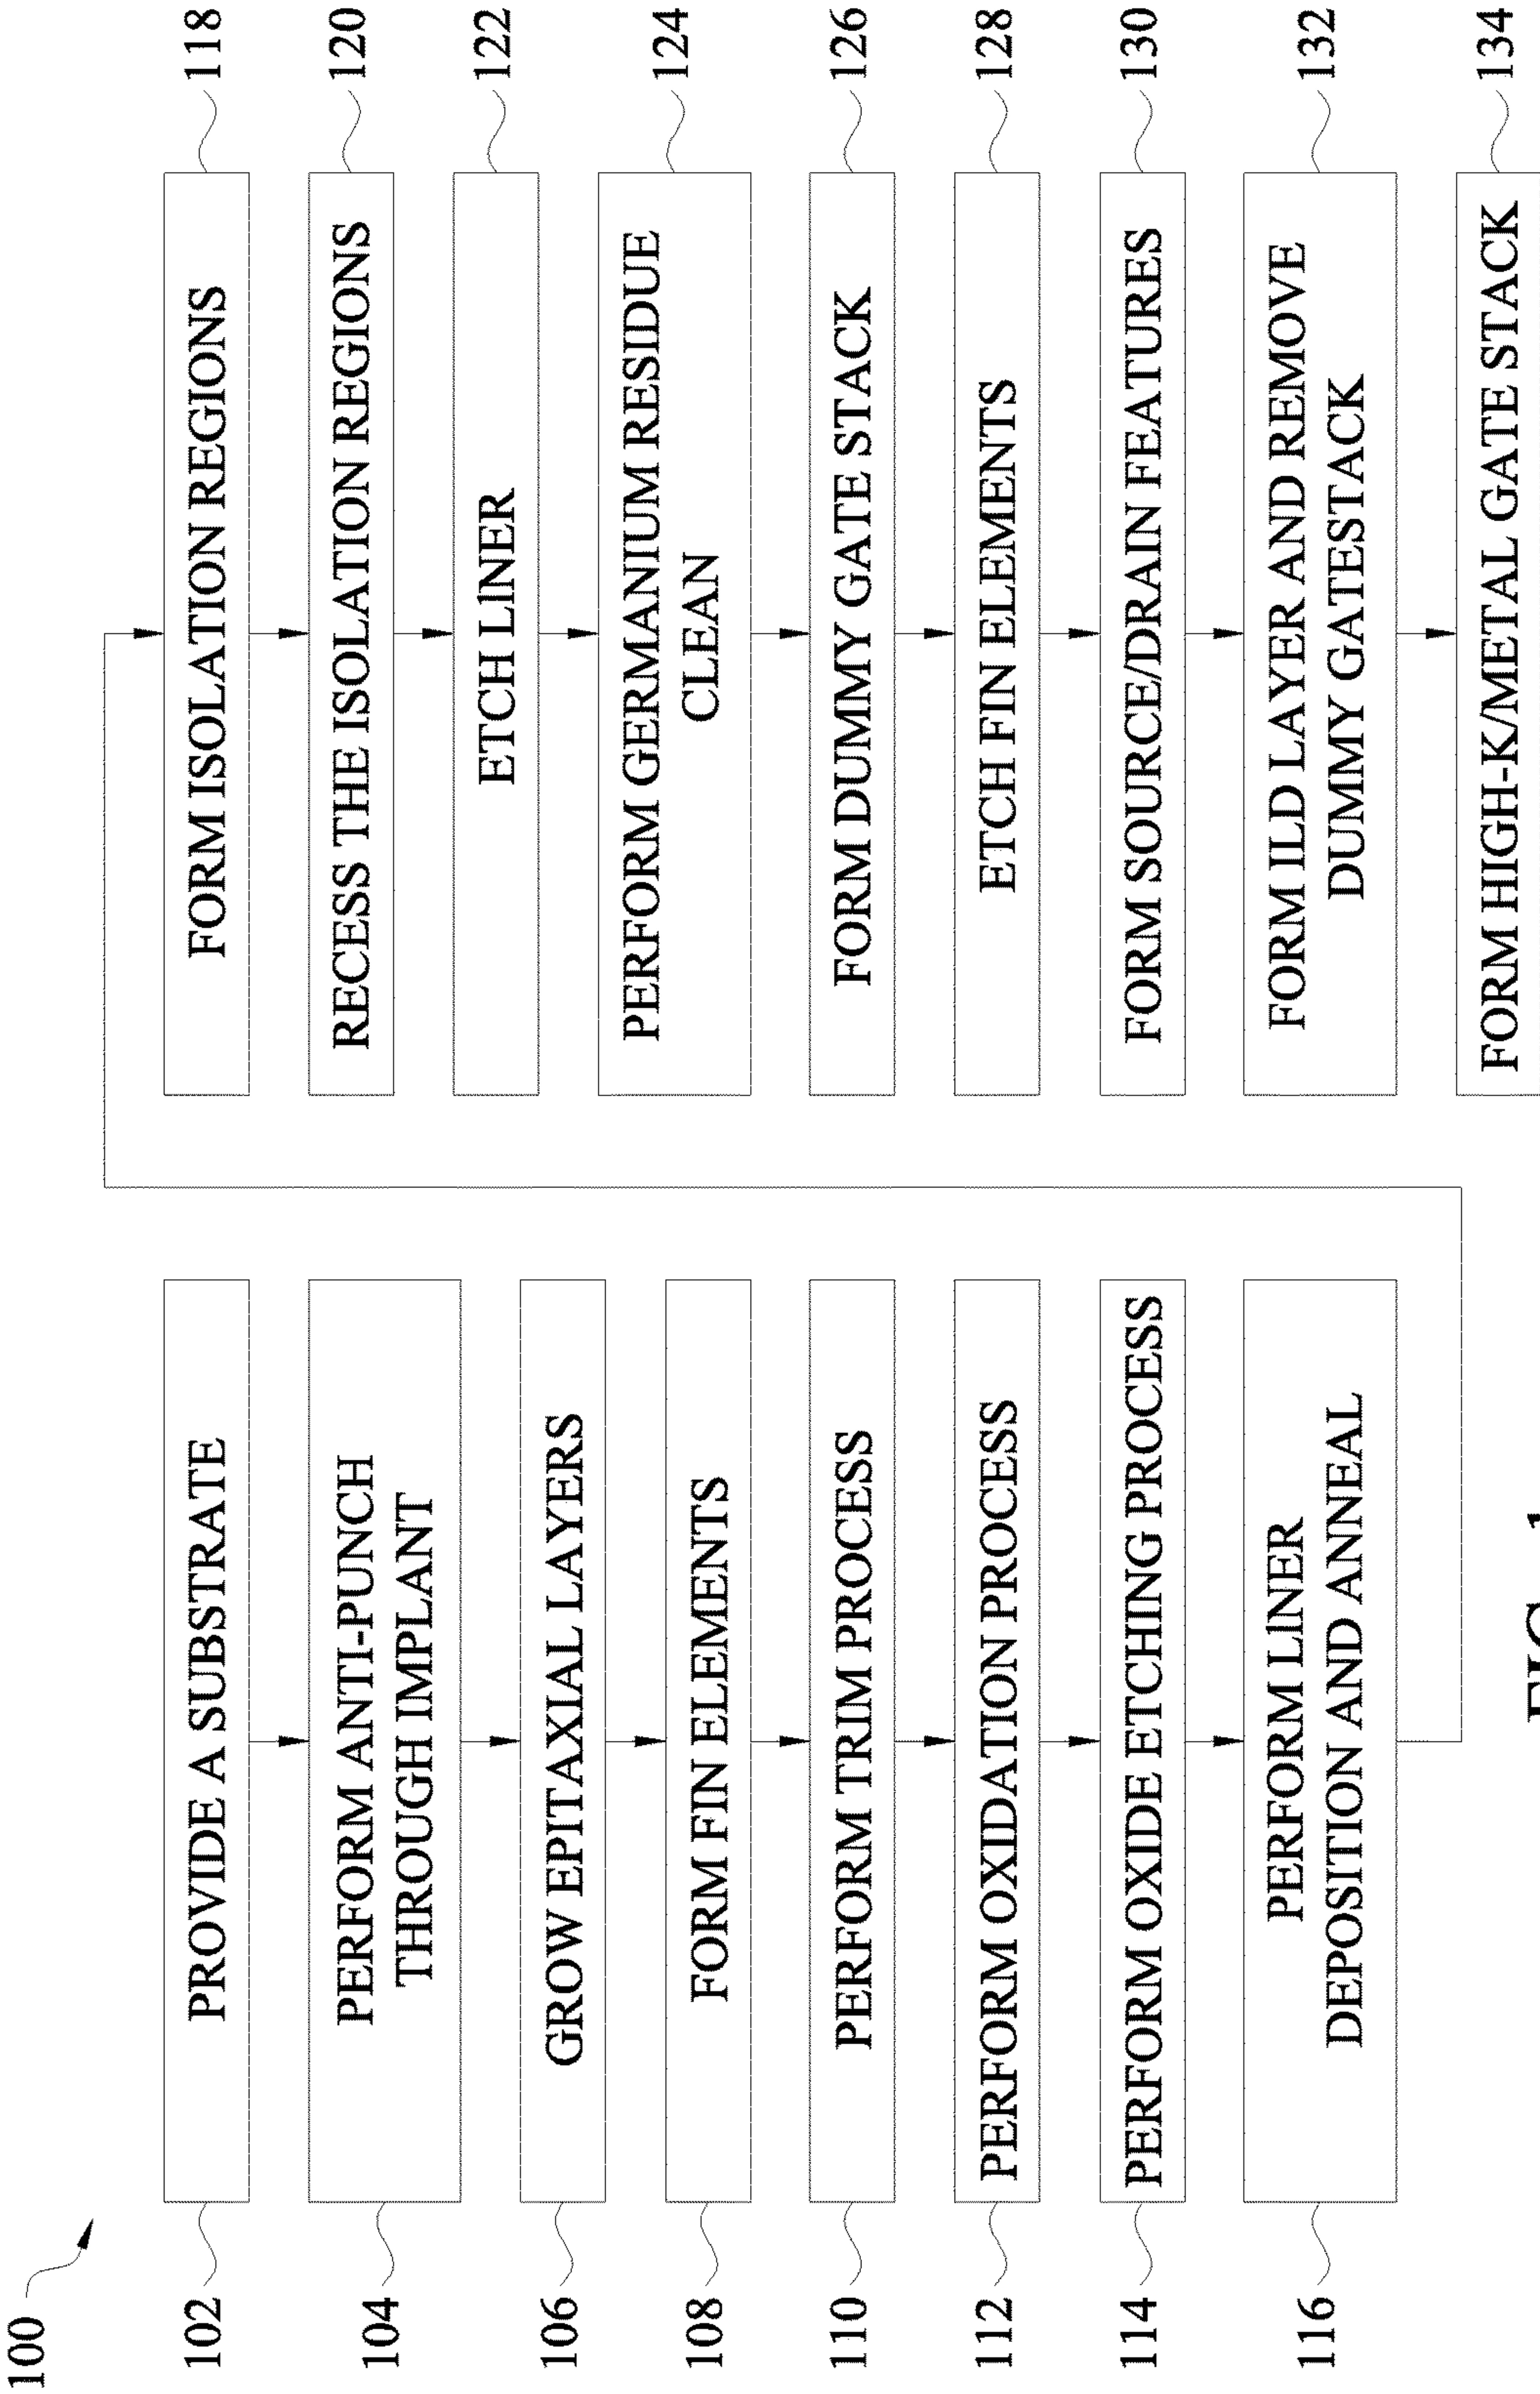 100
102
PROVIDE A SUBSTRATE
104
PERFORM ANTI-PUNCH
THROUGH IMPLANT
106
GROW EPITAXIAL LAYERS
108
FORM FIN ELEMENTS
110
PERFORM TRIM PROCESS
112
PERFORM OXIDATION PROCESS
114
PERFORM OXIDE ETCHING PROCESS
116
PERFORM LINER
DEPOSITION AND ANNEAL
FORM ISOLATION REGIONS
118
RECESS THE ISOLATION REGIONS
120
ETCH LINER
122
PERFORM GERMANIUM RESIDUE
CLEAN
124
FORM DUMMY GATE STACK
126
ETCH FIN ELEMENTS
128
FORM SOURCE/DRAIN FEATURES
130
FORM ILD LAYER AND REMOVE
DUMMY GATESTACK
132
FORM HIGH-K/METAL GATE STACK
134